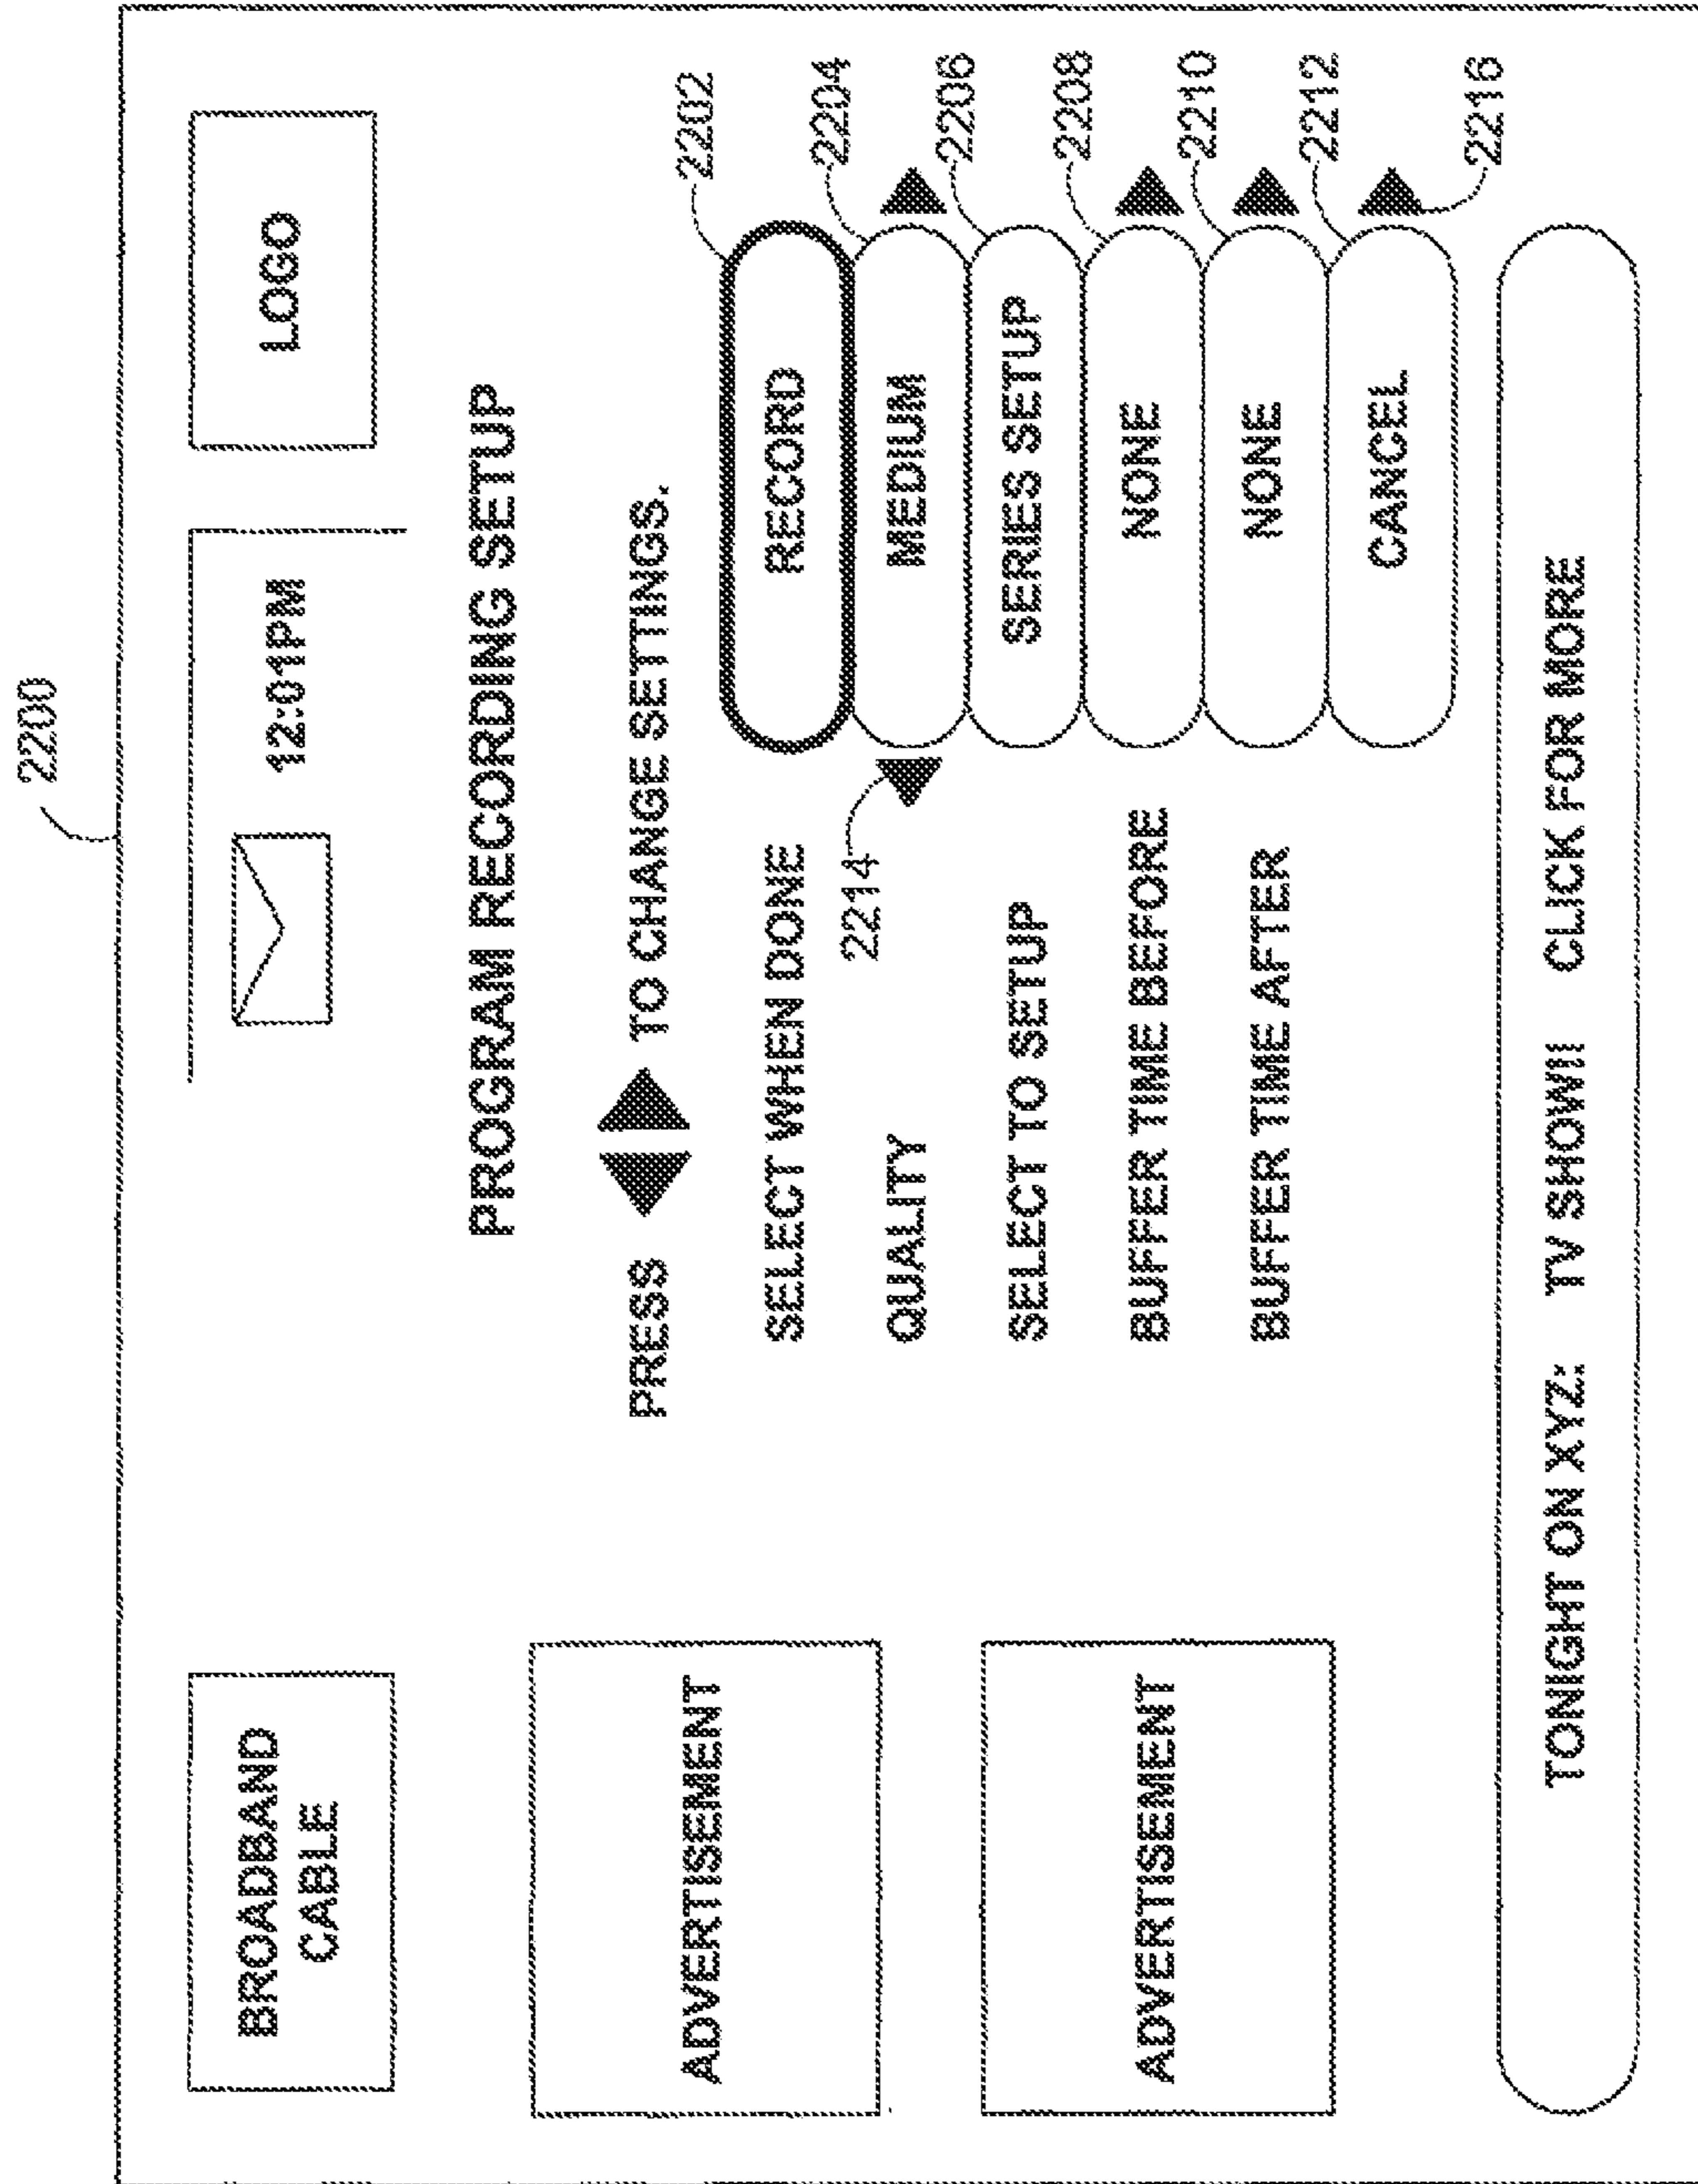 2200
BROADBAND
CABLE
12:01PM
LOGO
PROGRAM RECORDING SETUP
PRESS TO CHANGE SETTINGS.
ADVERTISEMENT
SELECT WHEN DONE RECORD 2202
QUALITY 2214 MEDIUM 2204
SELECT TO SETUP SERIES SETUP 2206
ADVERTISEMENT
BUFFER TIME BEFORE NONE 2208
BUFFER TIME AFTER NONE 2210
CANCEL 2212
2216
TONIGHT ON XYZ: TV SHOW!! CLICK FOR MORE